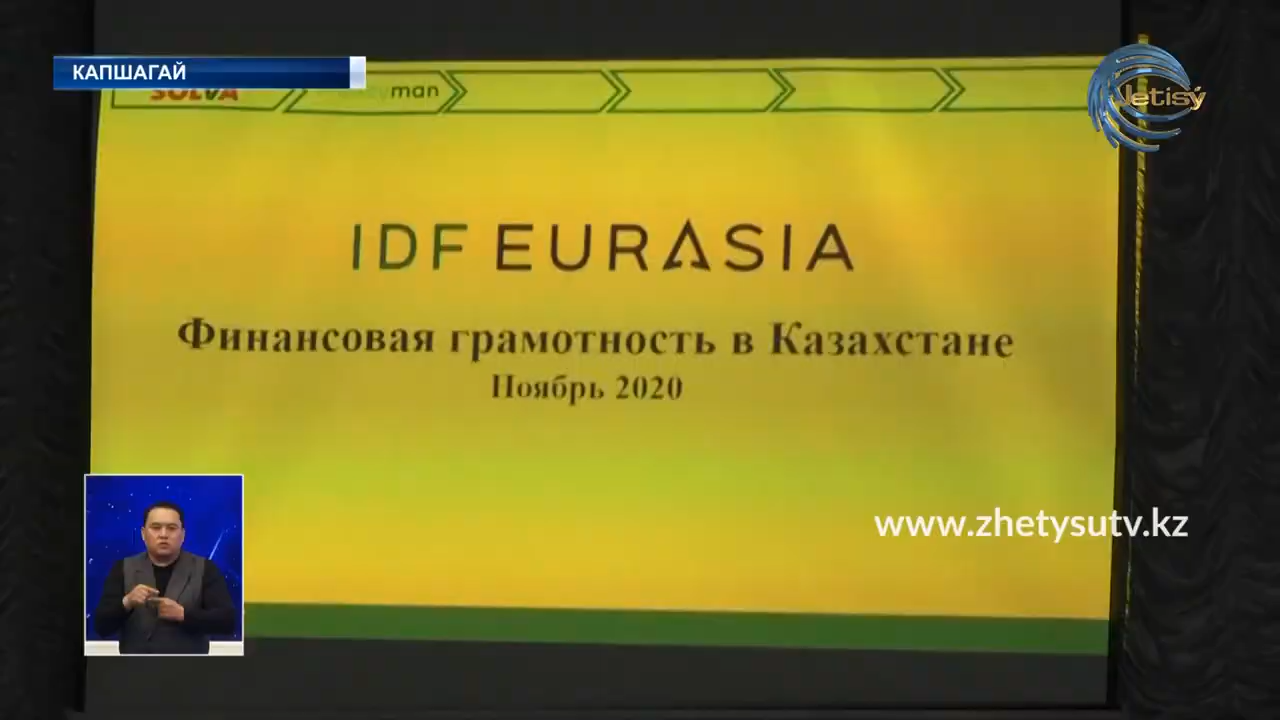 КАПШАГАЙ
SOLVA
man
Jetisý
IDF EURASIA
Финансовая грамотность в Казахстане
Ноябрь 2020
www.zhetysutv.kz